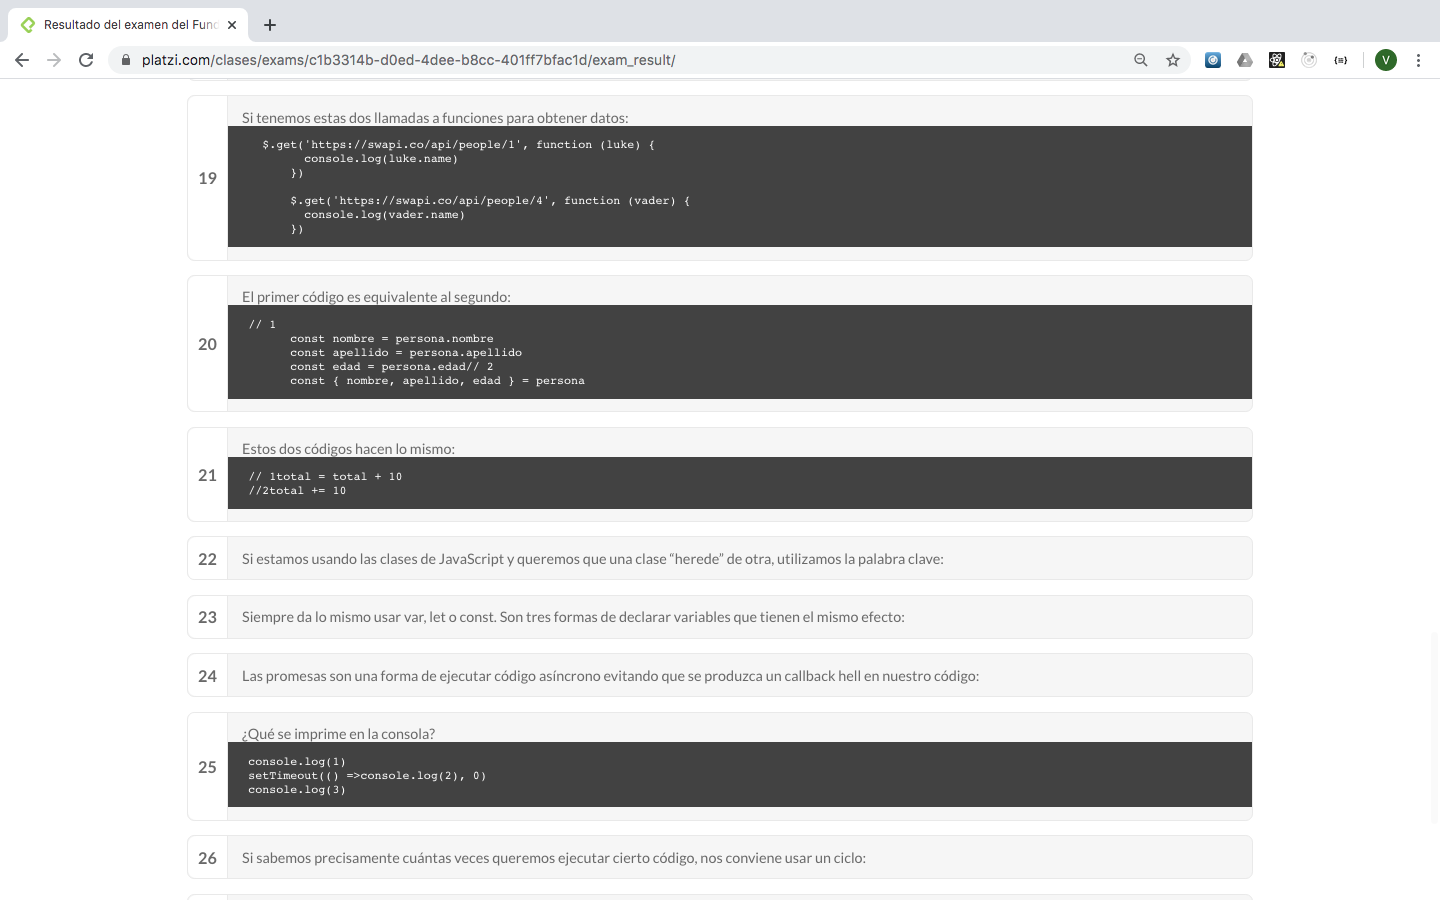 Resultado del examen del Fund
platzi.com/clases/exams/c1b3314b-d0ed-4dee-b8cc-401ff7bfac1d/exam_result/
V
19
Si tenemos estas dos llamadas a funciones para obtener datos:
$.get('https://swapi.co/api/people/1', function (luke) {
console.log(luke.name)
})
$.get('https://swapi.co/api/people/4', function (vader) {
console.log(vader.name)
})
20
El primer código es equivalente al segundo:
// 1
const nombre = persona.nombre
const apellido = persona.apellido
const edad = persona.edad// 2
const { nombre, apellido, edad } = persona
21
Estos dos códigos hacen lo mismo:
// 1total = total + 10
//2total += 10
22
Si estamos usando las clases de JavaScript y queremos que una clase “herede” de otra, utilizamos la palabra clave:
23
Siempre da lo mismo usar var, let o const. Son tres formas de declarar variables que tienen el mismo efecto:
24
Las promesas son una forma de ejecutar código asíncrono evitando que se produzca un callback hell en nuestro código:
25
¿Qué se imprime en la consola?
console.log(1)
setTimeout(() =>console.log(2), 0)
console.log(3)
26
Si sabemos precisamente cuántas veces queremos ejecutar cierto código, nos conviene usar un ciclo: